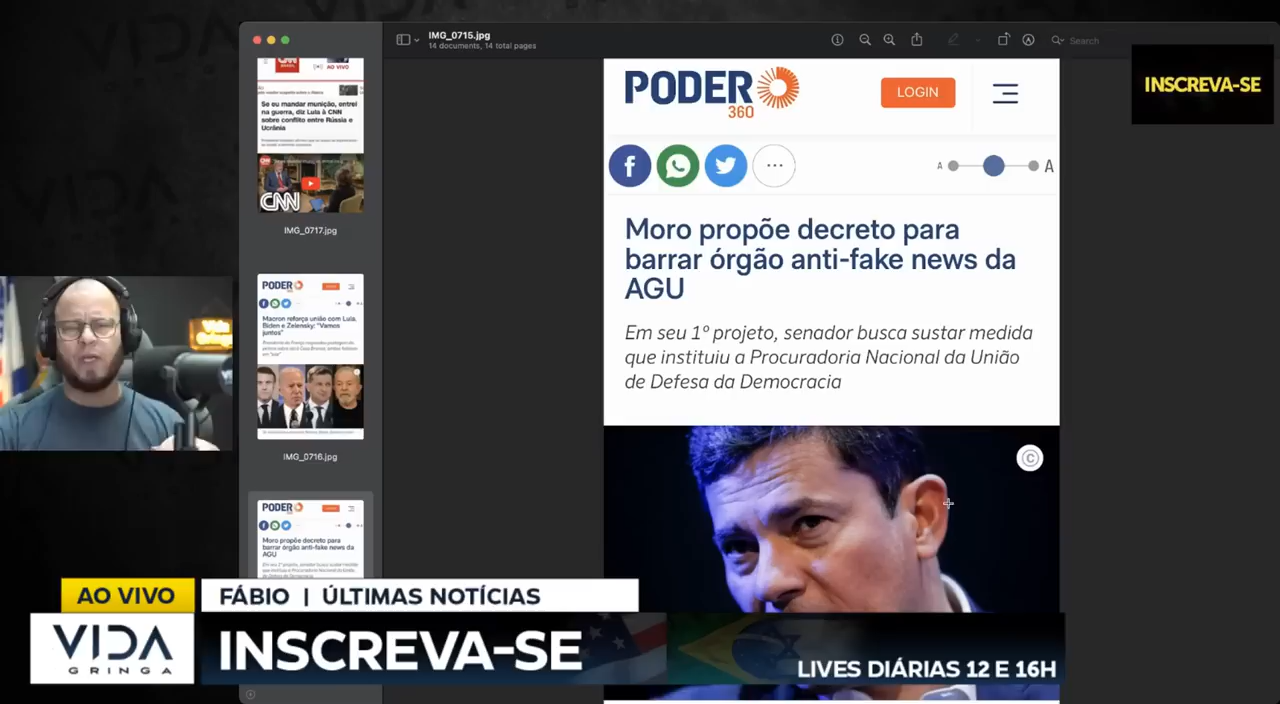 IMG_0715.jpg
14 documents, 14 total pages
Search
INSCREVA-SE
CNN
AO VIVO
Se eu mandar munição, entrei
na guerra, diz Lula à CNN
sobre conflito entre Rússia e
Ucrânia
CNN
IMG_0717.jpg
PODER
Macron reforça união com Lula,
Biden e Zelensky: "Vamos
juntos"
IMG_0716.jpg
PODER
Moro propõe decreto para
barrar órgão anti-fake news da
AGU
PODER
360
LOGIN
A A
Moro propõe decreto para
barrar órgão anti-fake news da
AGU
Em seu 1º projeto, senador busca sustar medida
que instituiu a Procuradoria Nacional da União
de Defesa da Democracia
©
AO VIVO
FÁBIO | ÚLTIMAS NOTÍCIAS
VIDA
GRINGA
INSCREVA-SE
LIVES DIÁRIAS 12 E 16H